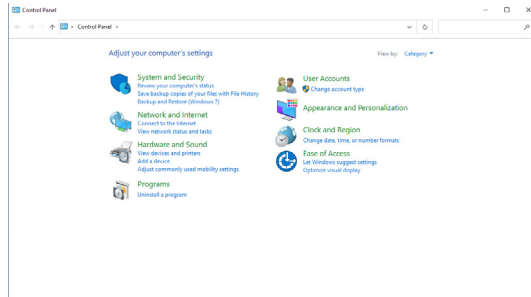 Control Panel
Control Panel
Adjust your computer's settings
View by: Category
System and Security
Review your computer's status
Save backup copies of your files with File History
Backup and Restore (Windows 7)
Network and Internet
Connect to the Internet
View network status and tasks
Hardware and Sound
View devices and printers
Add a device
Adjust commonly used mobility settings
Programs
Uninstall a program
User Accounts
Change account type
Appearance and Personalization
Clock and Region
Change date, time, or number formats
Ease of Access
Let Windows suggest settings
Optimize visual display